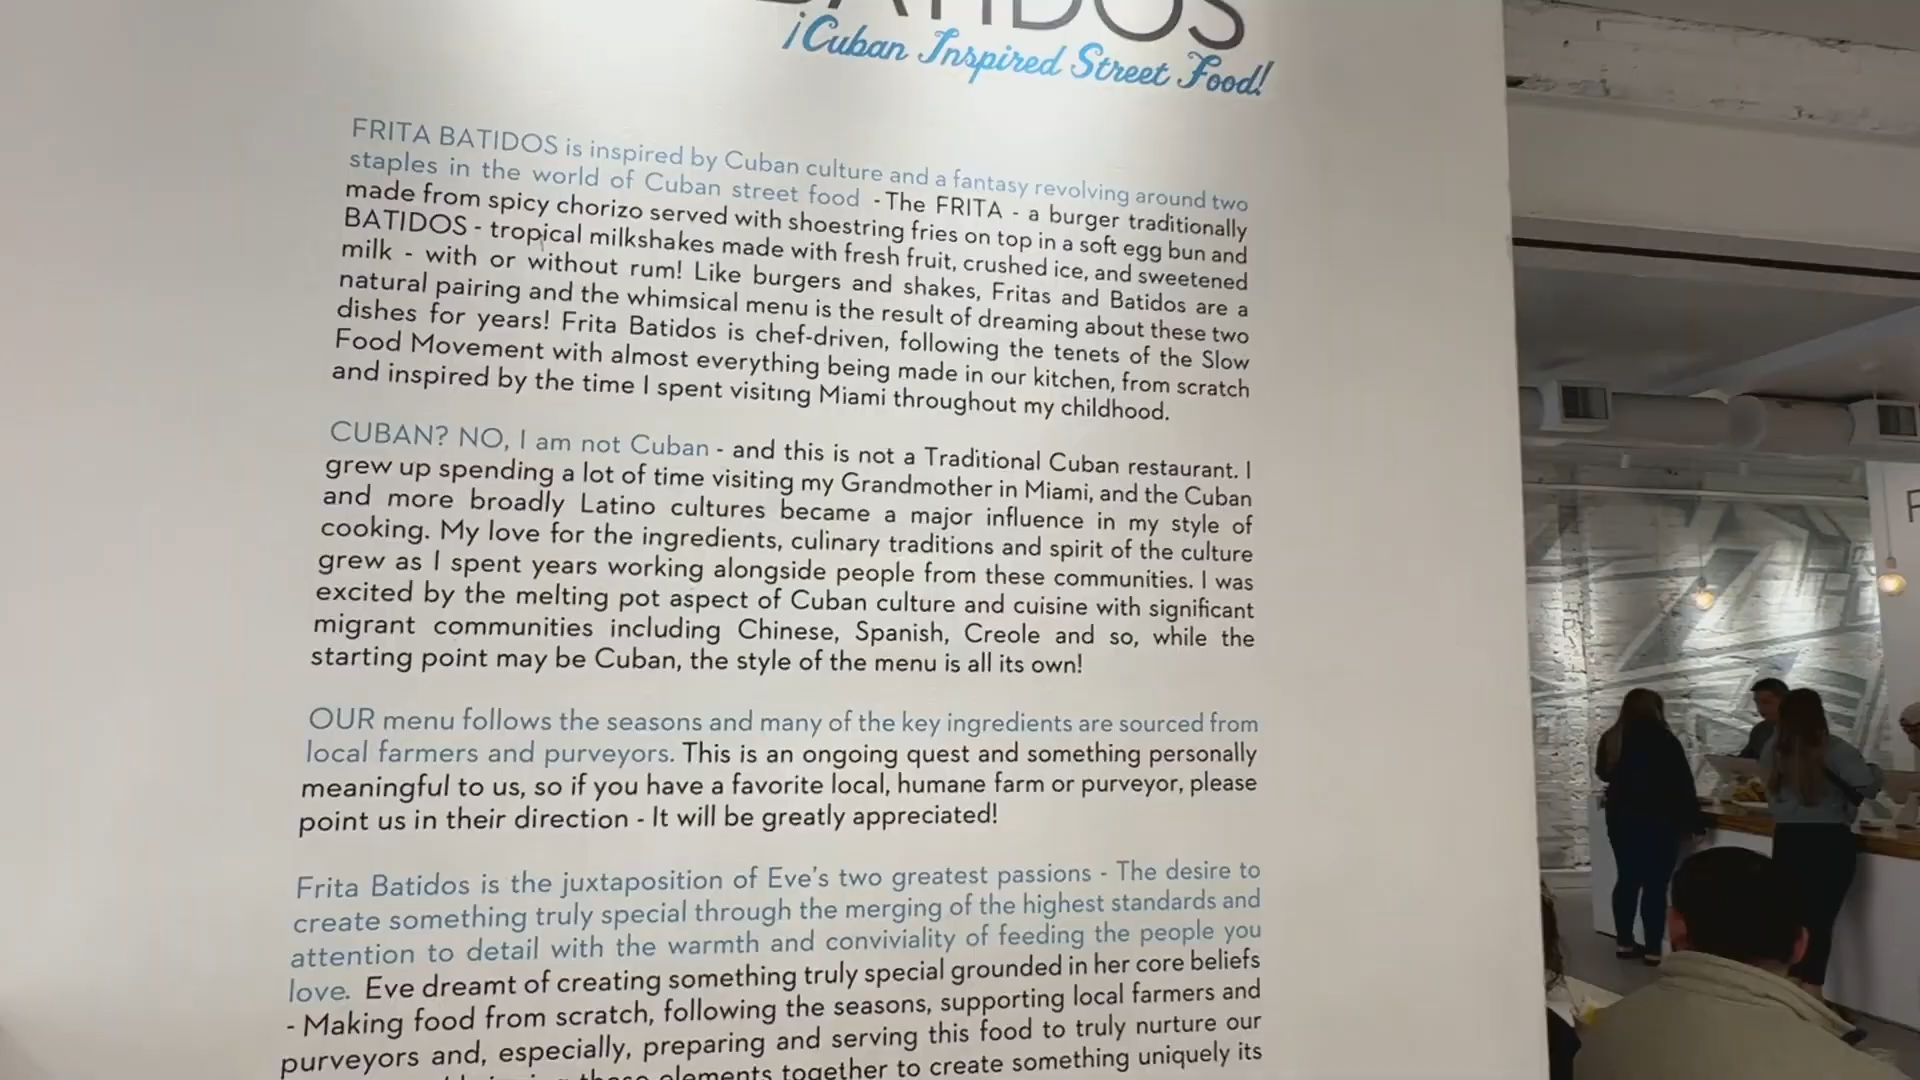 BATIDOS
¡Cuban Inspired Street Food!
FRITA BATIDOS is inspired by Cuban culture and a fantasy revolving around two
staples in the world of Cuban street food - The FRITA - a burger traditionally
made from spicy chorizo served with shoestring fries on top in a soft egg bun and
BATIDOS - tropical milkshakes made with fresh fruit, crushed ice, and sweetened
milk - with or without rum! Like burgers and shakes, Fritas and Batidos are a
natural pairing and the whimsical menu is the result of dreaming about these two
dishes for years! Frita Batidos is chef-driven, following the tenets of the Slow
Food Movement with almost everything being made in our kitchen, from scratch
and inspired by the time I spent visiting Miami throughout my childhood.
CUBAN? NO, I am not Cuban - and this is not a Traditional Cuban restaurant. I
grew up spending a lot of time visiting my Grandmother in Miami, and the Cuban
and more broadly Latino cultures became a major influence in my style of
cooking. My love for the ingredients, culinary traditions and spirit of the culture
grew as I spent years working alongside people from these communities. I was
excited by the melting pot aspect of Cuban culture and cuisine with significant
migrant communities including Chinese, Spanish, Creole and so, while the
starting point may be Cuban, the style of the menu is all its own!
OUR menu follows the seasons and many of the key ingredients are sourced from
local farmers and purveyors. This is an ongoing quest and something personally
meaningful to us, so if you have a favorite local, humane farm or purveyor, please
point us in their direction - It will be greatly appreciated!
Frita Batidos is the juxtaposition of Eve's two greatest passions - The desire to
create something truly special through the merging of the highest standards and
attention to detail with the warmth and conviviality of feeding the people you
love. Eve dreamt of creating something truly special grounded in her core beliefs
- Making food from scratch, following the seasons, supporting local farmers and
purveyors and, especially, preparing and serving this food to truly nurture our
these elements together to create something uniquely its